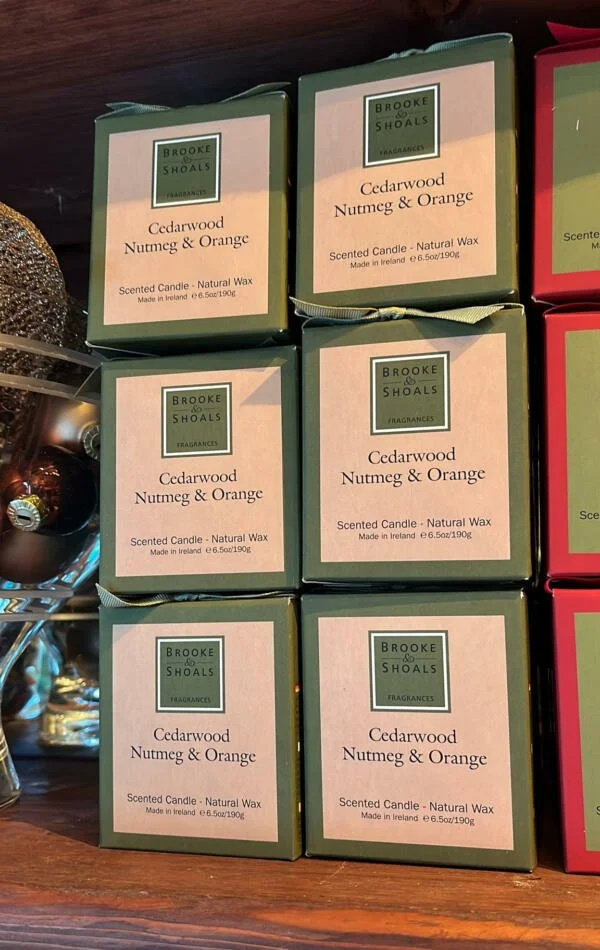 BROOKE
&
SHOALS
FRAGRANCES
Cedarwood
Nutmeg & Orange
Scented Candle - Natural Wax
Made in Ireland ℮6.5oz/190g
BROOKE
&
SHOALS
FRAGRANCES
Cedarwood
Nutmeg & Orange
Scented Candle - Natural Wax
Made in Ireland ℮6.5oz/190g
BROOKE
&
SHOALS
FRAGRANCES
Cedarwood
Nutmeg & Orange
Scented Candle - Natural Wax
Made in Ireland ℮6.5oz/190g
BROOKE
&
SHOALS
FRAGRANCES
Cedarwood
Nutmeg & Orange
Scented Candle - Natural Wax
Made in Ireland ℮6.5oz/190g
BROOKE
&
SHOALS
FRAGRANCES
Cedarwood
Nutmeg & Orange
Scented Candle - Natural Wax
Made in Ireland ℮6.5oz/190g
BROOKE
&
SHOALS
FRAGRANCES
Cedarwood
Nutmeg & Orange
Scented Candle - Natural Wax
Made in Ireland ℮6.5oz/190g